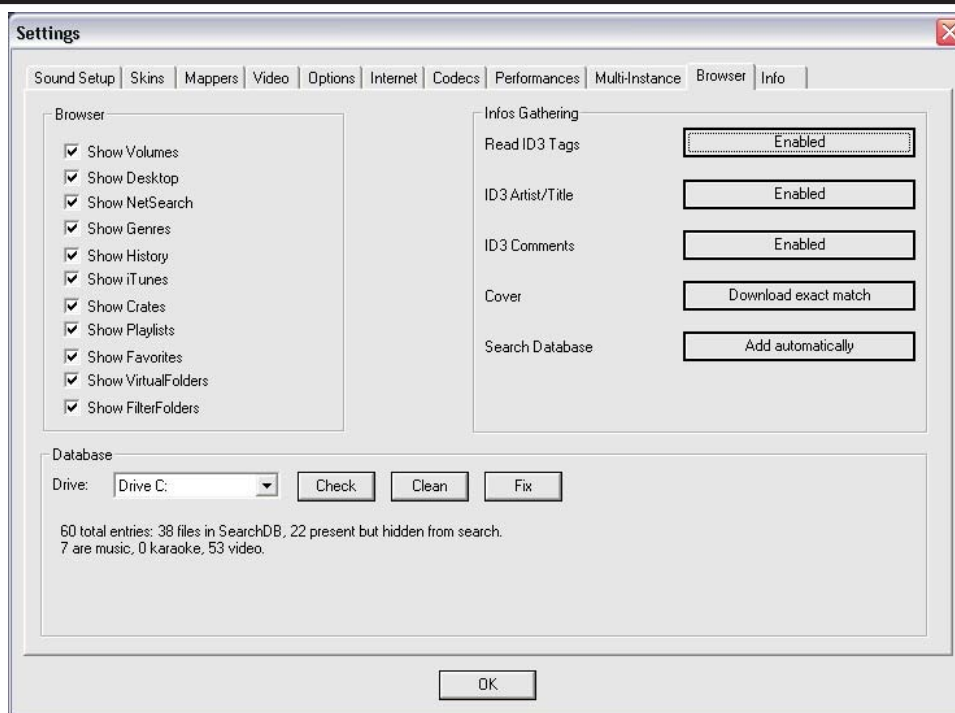 Settings
Sound Setup Skins Mappers Video Options Internet Codecs Performances Multi-Instance Browser Info
Browser
Show Volumes
Show Desktop
Show NetSearch
Show Genres
Show History
Show iTunes
Show Crates
Show Playlists
Show Favorites
Show VirtualFolders
Show FilterFolders
Infos Gathering
Read ID3 Tags Enabled
ID3 Artist/Title Enabled
ID3 Comments Enabled
Cover Download exact match
Search Database Add automatically
Database
Drive: Drive C: Check Clean Fix
60 total entries: 38 files in SearchDB, 22 present but hidden from search.
7 are music, 0 karaoke, 53 video.
OK